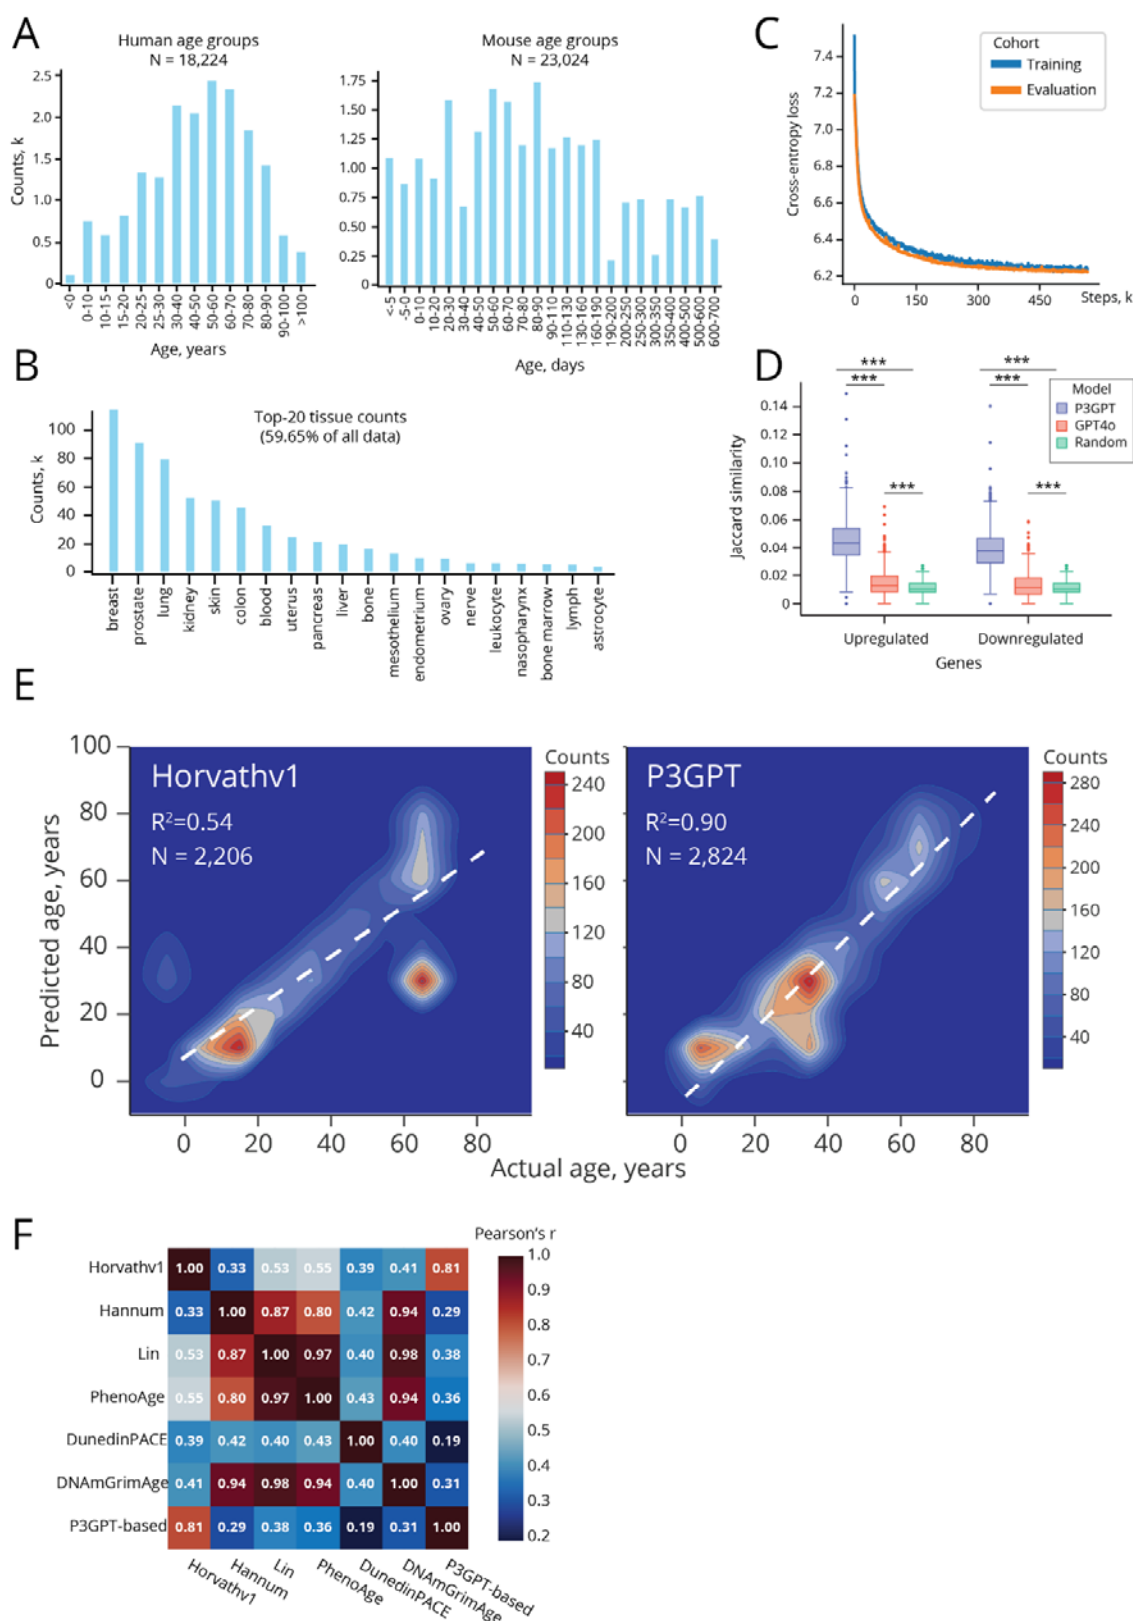 A
Human age groups
N = 18,224
Counts, k
2.5
2.0
1.5
1.0
0.5
0
<0
0-10
10-15
15-20
20-25
25-30
30-40
40-50
50-60
60-70
70-80
80-90
90-100
>100
Age, years
Mouse age groups
N = 23,024
1.75
1.50
1.25
1.00
0.75
0.50
0.25
0
<-5
-5-0
0-10
10-20
20-30
30-40
40-50
50-60
60-70
70-80
80-90
90-110
110-130
130-160
160-190
190-200
200-250
250-300
300-350
350-400
400-500
500-600
600-700
Age, days
C
Cross-entropy loss
7.4
7.2
7.0
6.8
6.6
6.4
6.2
0
150
300
450
Steps, k
Cohort
Training
Evaluation
B
Top-20 tissue counts
(59.65% of all data)
Counts, k
100
80
60
40
20
0
breast
prostate
lung
kidney
skin
colon
blood
uterus
pancreas
liver
bone
mesothelium
endometrium
ovary
nerve
leukocyte
nasopharynx
bone marrow
lymph
astrocyte
D
Jaccard similarity
0.14
0.12
0.10
0.08
0.06
0.04
0.02
0
***
***
***
***
***
***
Model
P3GPT
GPT4o
Random
Upregulated
Downregulated
Genes
E
Predicted age, years
100
80
60
40
20
0
Horvathv1
R²=0.54
N = 2,206
Counts
240
200
160
120
80
40
0
20
40
60
80
P3GPT
R²=0.90
N = 2,824
Counts
280
240
200
160
120
80
40
0
20
40
60
80
Actual age, years
F
Pearson's r
Horvathv1 1.00 0.33 0.53 0.55 0.39 0.41 0.81
Hannum 0.33 1.00 0.87 0.80 0.42 0.94 0.29
Lin 0.53 0.87 1.00 0.97 0.40 0.98 0.38
PhenoAge 0.55 0.80 0.97 1.00 0.43 0.94 0.36
DunedinPACE 0.39 0.42 0.40 0.43 1.00 0.40 0.19
DNAmGrimAge 0.41 0.94 0.98 0.94 0.40 1.00 0.31
P3GPT-based 0.81 0.29 0.38 0.36 0.19 0.31 1.00
Horvathv1
Hannum
Lin
PhenoAge
DunedinPACE
DNAmGrimAge
P3GPT-based
1.0
0.9
0.8
0.7
0.6
0.5
0.4
0.3
0.2